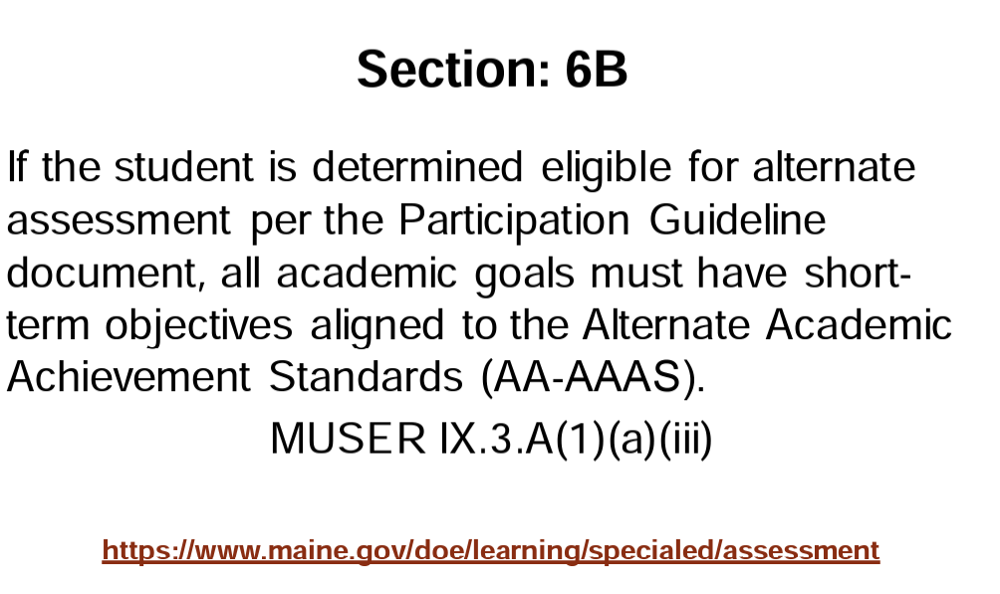 Section: 6B
If the student is determined eligible for alternate
assessment per the Participation Guideline
document, all academic goals must have short-
term objectives aligned to the Alternate Academic
Achievement Standards (AA-AAAS).
MUSER IX.3.A(1)(a)(iii)
https://www.maine.gov/doe/learning/specialed/assessment